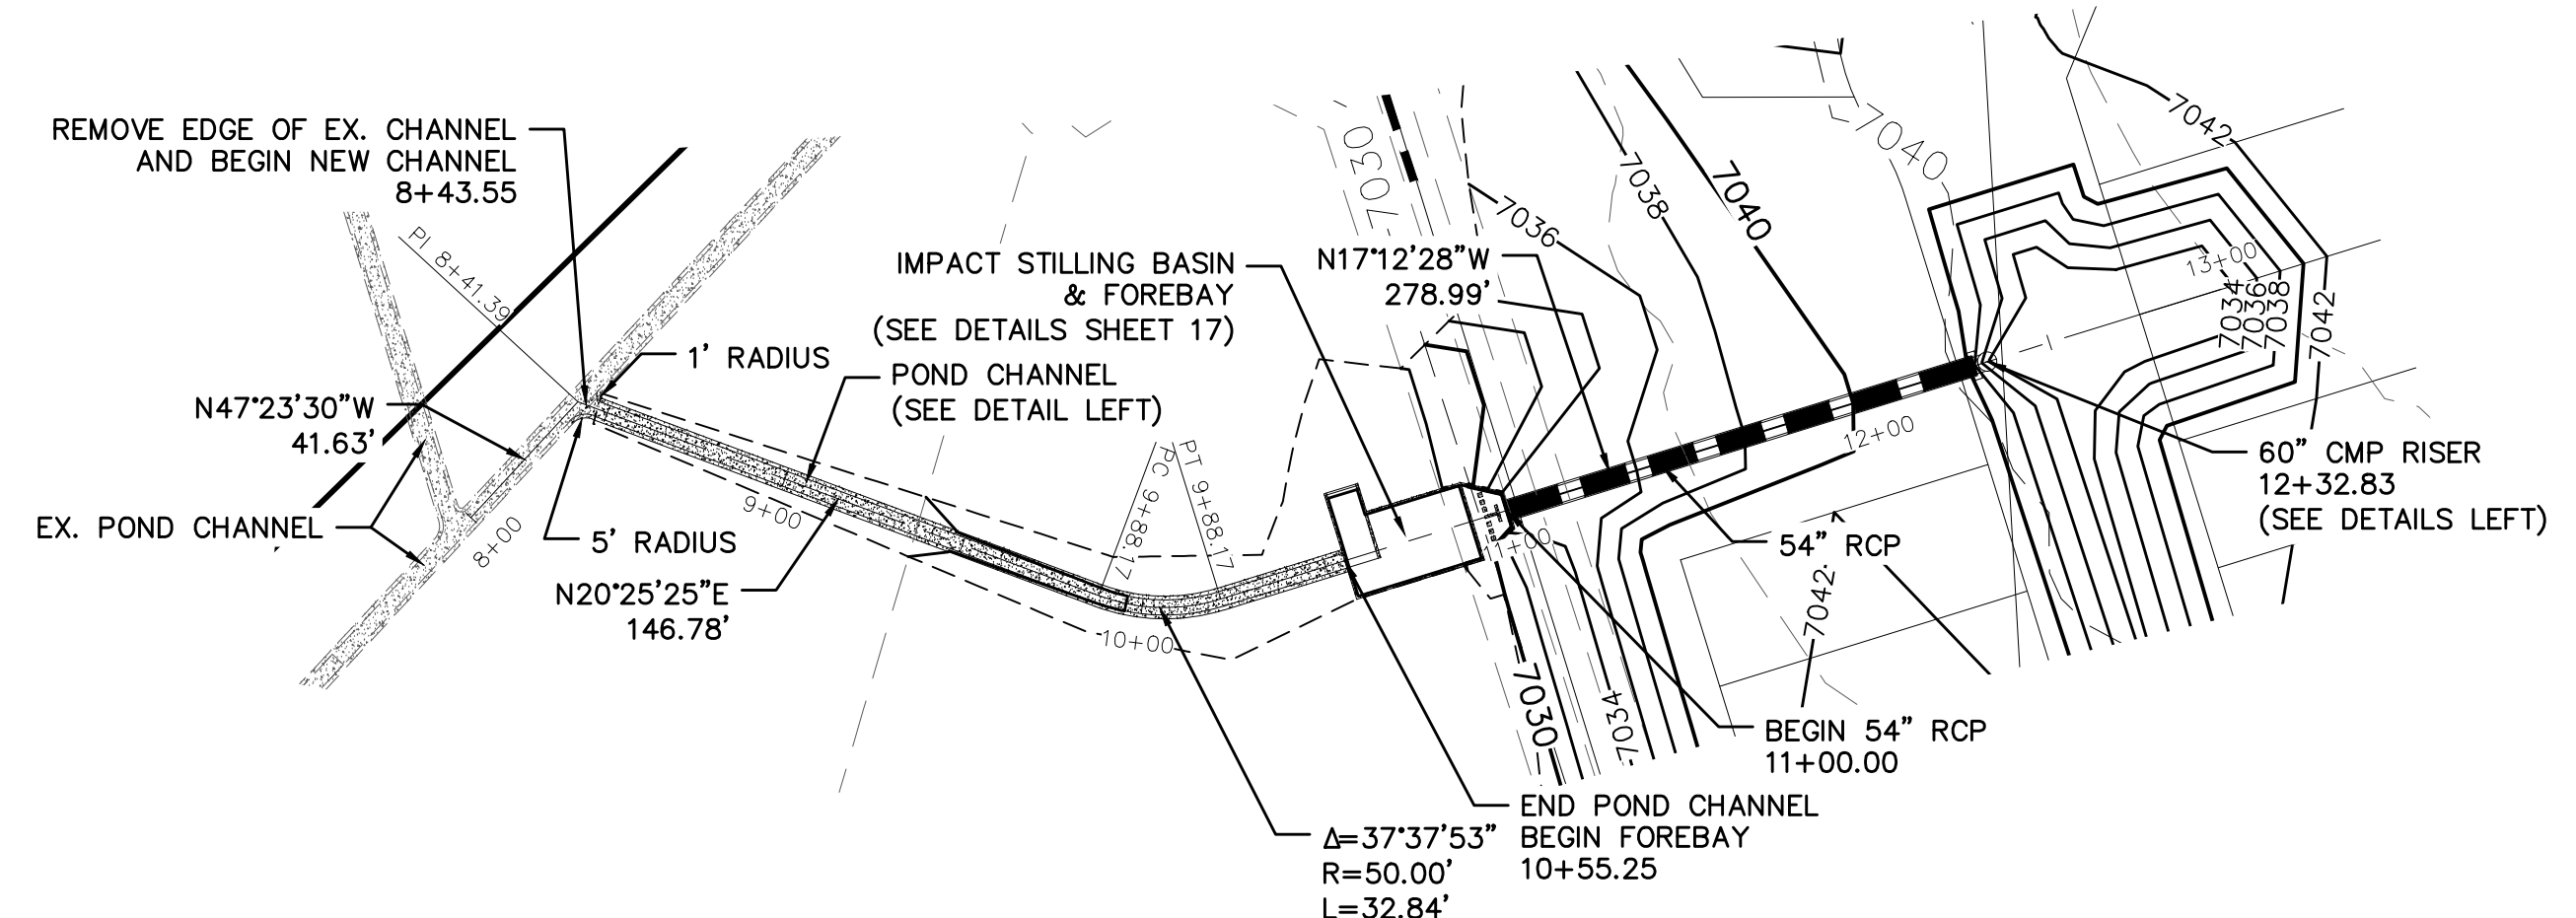 REMOVE EDGE OF EX. CHANNEL
AND BEGIN NEW CHANNEL
8+43.55
PI 8+41.39
N47°23'30"W
41.63'
EX. POND CHANNEL
8+00
1' RADIUS
5' RADIUS
POND CHANNEL
(SEE DETAIL LEFT)
9+00
N20°25'25"E
146.78'
IMPACT STILLING BASIN
& FOREBAY
(SEE DETAILS SHEET 17)
PC 9+88.17
PT 9+88.17
10+00
N17°12'28"W
278.99'
7030
7036
7038
7040
7040
7042
13+00
7034
7036
7038
7042
12+00
11+00
54" RCP
7042
60" CMP RISER
12+32.83
(SEE DETAILS LEFT)
7030
7034
BEGIN 54" RCP
11+00.00
END POND CHANNEL
BEGIN FOREBAY
10+55.25
Δ=37°37'53"
R=50.00'
L=32.84'